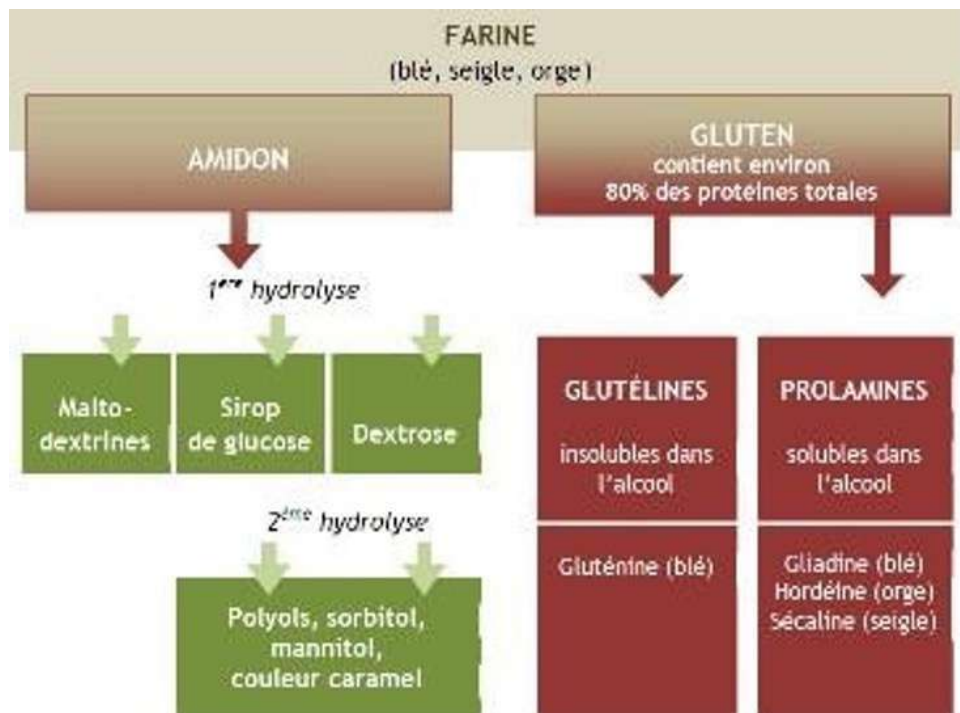 FARINE
(blé, seigle, orge)
AMIDON
GLUTEN
contient environ
80% des protéines totales
1ère hydrolyse
Malto-
dextrines
Sirop
de glucose
Dextrose
2ème hydrolyse
Polyols, sorbitol,
mannitol,
couleur caramel
GLUTÉLINES
insolubles dans
l'alcool
Gluténine (blé)
PROLAMINES
solubles dans
l'alcool
Gliadine (blé)
Hordéine (orge)
Sécaline (seigle)